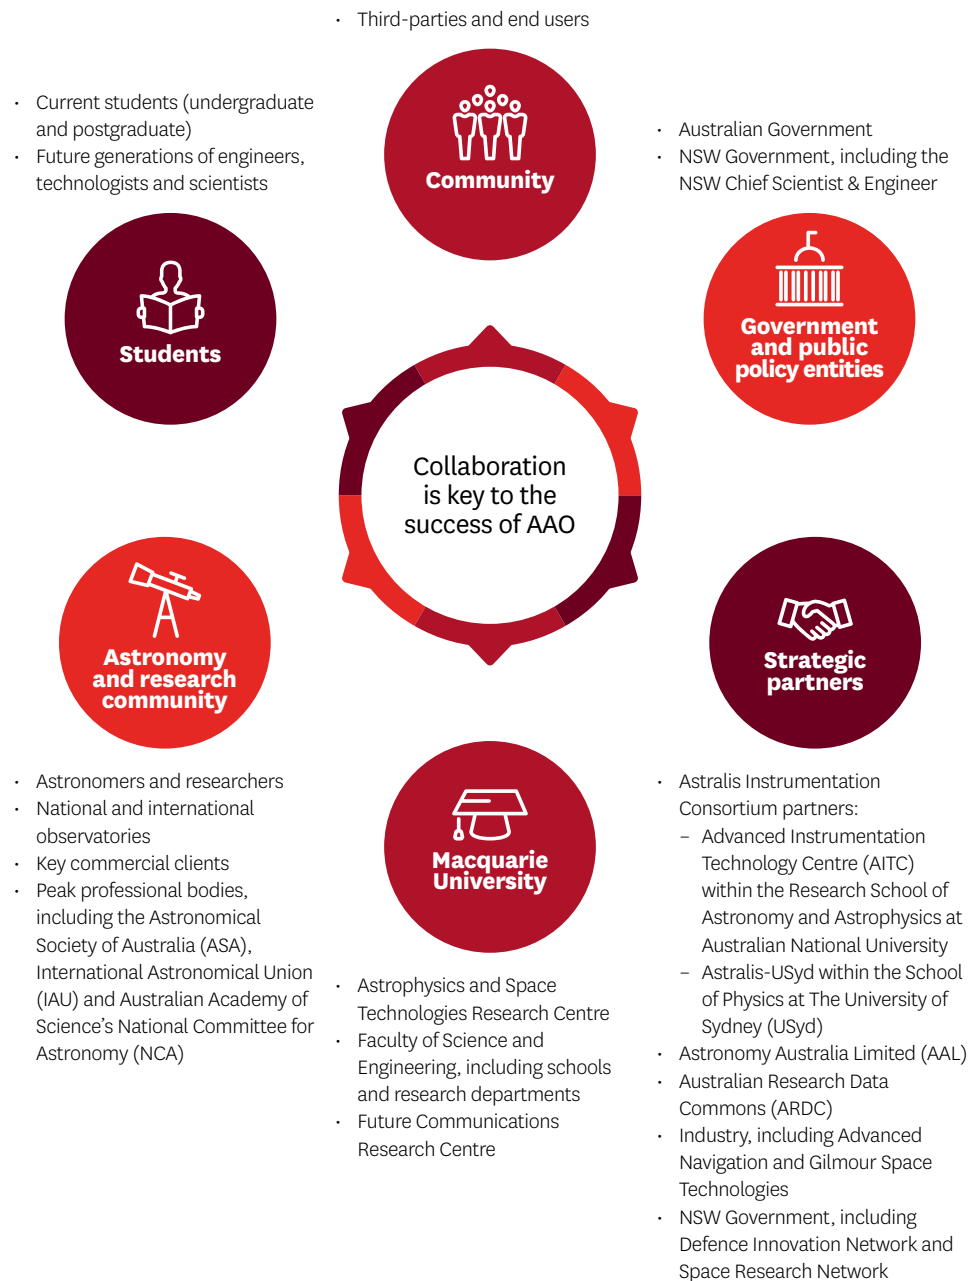 • Third-parties and end users
Community
• Current students (undergraduate
and postgraduate)
• Future generations of engineers,
technologists and scientists
Students
• Australian Government
• NSW Government, including the
NSW Chief Scientist & Engineer
Government
and public
policy entities
Collaboration
is key to the
success of AAO
Astronomy
and research
community
• Astronomers and researchers
• National and international
observatories
• Key commercial clients
• Peak professional bodies,
including the Astronomical
Society of Australia (ASA),
International Astronomical Union
(IAU) and Australian Academy of
Science’s National Committee for
Astronomy (NCA)
Macquarie
University
• Astrophysics and Space
Technologies Research Centre
• Faculty of Science and
Engineering, including schools
and research departments
• Future Communications
Research Centre
Strategic
partners
• Astralis Instrumentation
Consortium partners:
– Advanced Instrumentation
Technology Centre (AITC)
within the Research School of
Astronomy and Astrophysics at
Australian National University
– Astralis-USyd within the School
of Physics at The University of
Sydney (USyd)
• Astronomy Australia Limited (AAL)
• Australian Research Data
Commons (ARDC)
• Industry, including Advanced
Navigation and Gilmour Space
Technologies
• NSW Government, including
Defence Innovation Network and
Space Research Network